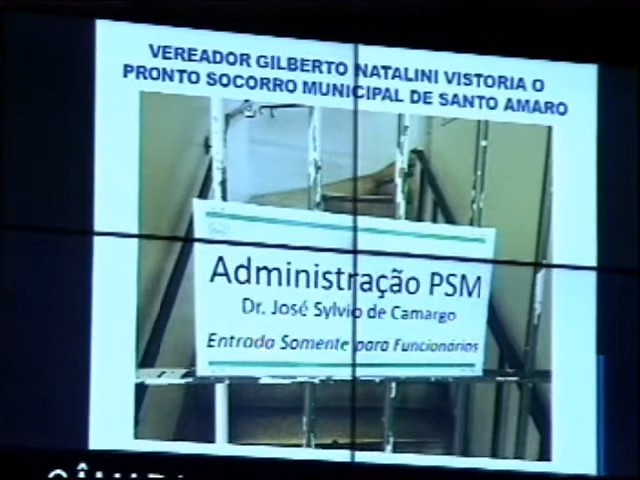 VEREADOR GILBERTO NATALINI VISTORIA O
PRONTO SOCORRO MUNICIPAL DE SANTO AMARO
Administração PSM
Dr. José Sylvio de Camargo
Entrada Somente para Funcionários